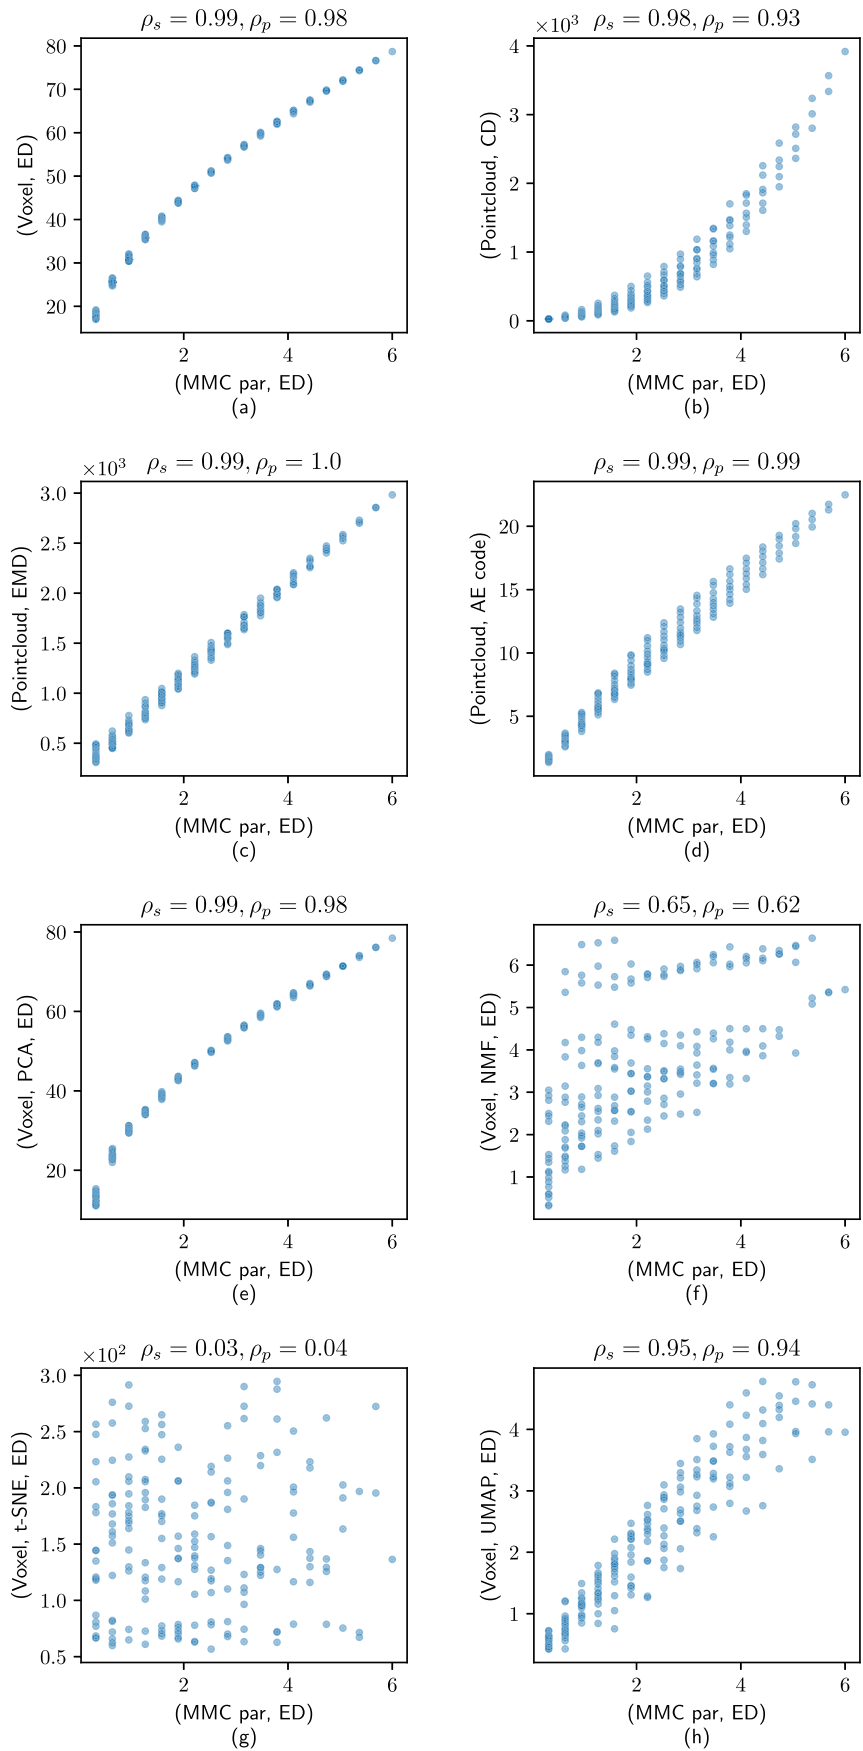 ρs = 0.99, ρp = 0.98
80
70
60
50
40
30
20
(Voxel, ED)
2 4 6
(MMC par, ED)
(a)
×10³ ρs = 0.98, ρp = 0.93
4
3
2
1
0
(Pointcloud, CD)
2 4 6
(MMC par, ED)
(b)
×10³ ρs = 0.99, ρp = 1.0
3.0
2.5
2.0
1.5
1.0
0.5
(Pointcloud, EMD)
2 4 6
(MMC par, ED)
(c)
ρs = 0.99, ρp = 0.99
20
15
10
5
(Pointcloud, AE code)
2 4 6
(MMC par, ED)
(d)
ρs = 0.99, ρp = 0.98
80
60
40
20
(Voxel, PCA, ED)
2 4 6
(MMC par, ED)
(e)
ρs = 0.65, ρp = 0.62
6
5
4
3
2
1
(Voxel, NMF, ED)
2 4 6
(MMC par, ED)
(f)
×10² ρs = 0.03, ρp = 0.04
3.0
2.5
2.0
1.5
1.0
0.5
(Voxel, t-SNE, ED)
2 4 6
(MMC par, ED)
(g)
ρs = 0.95, ρp = 0.94
4
3
2
1
(Voxel, UMAP, ED)
2 4 6
(MMC par, ED)
(h)